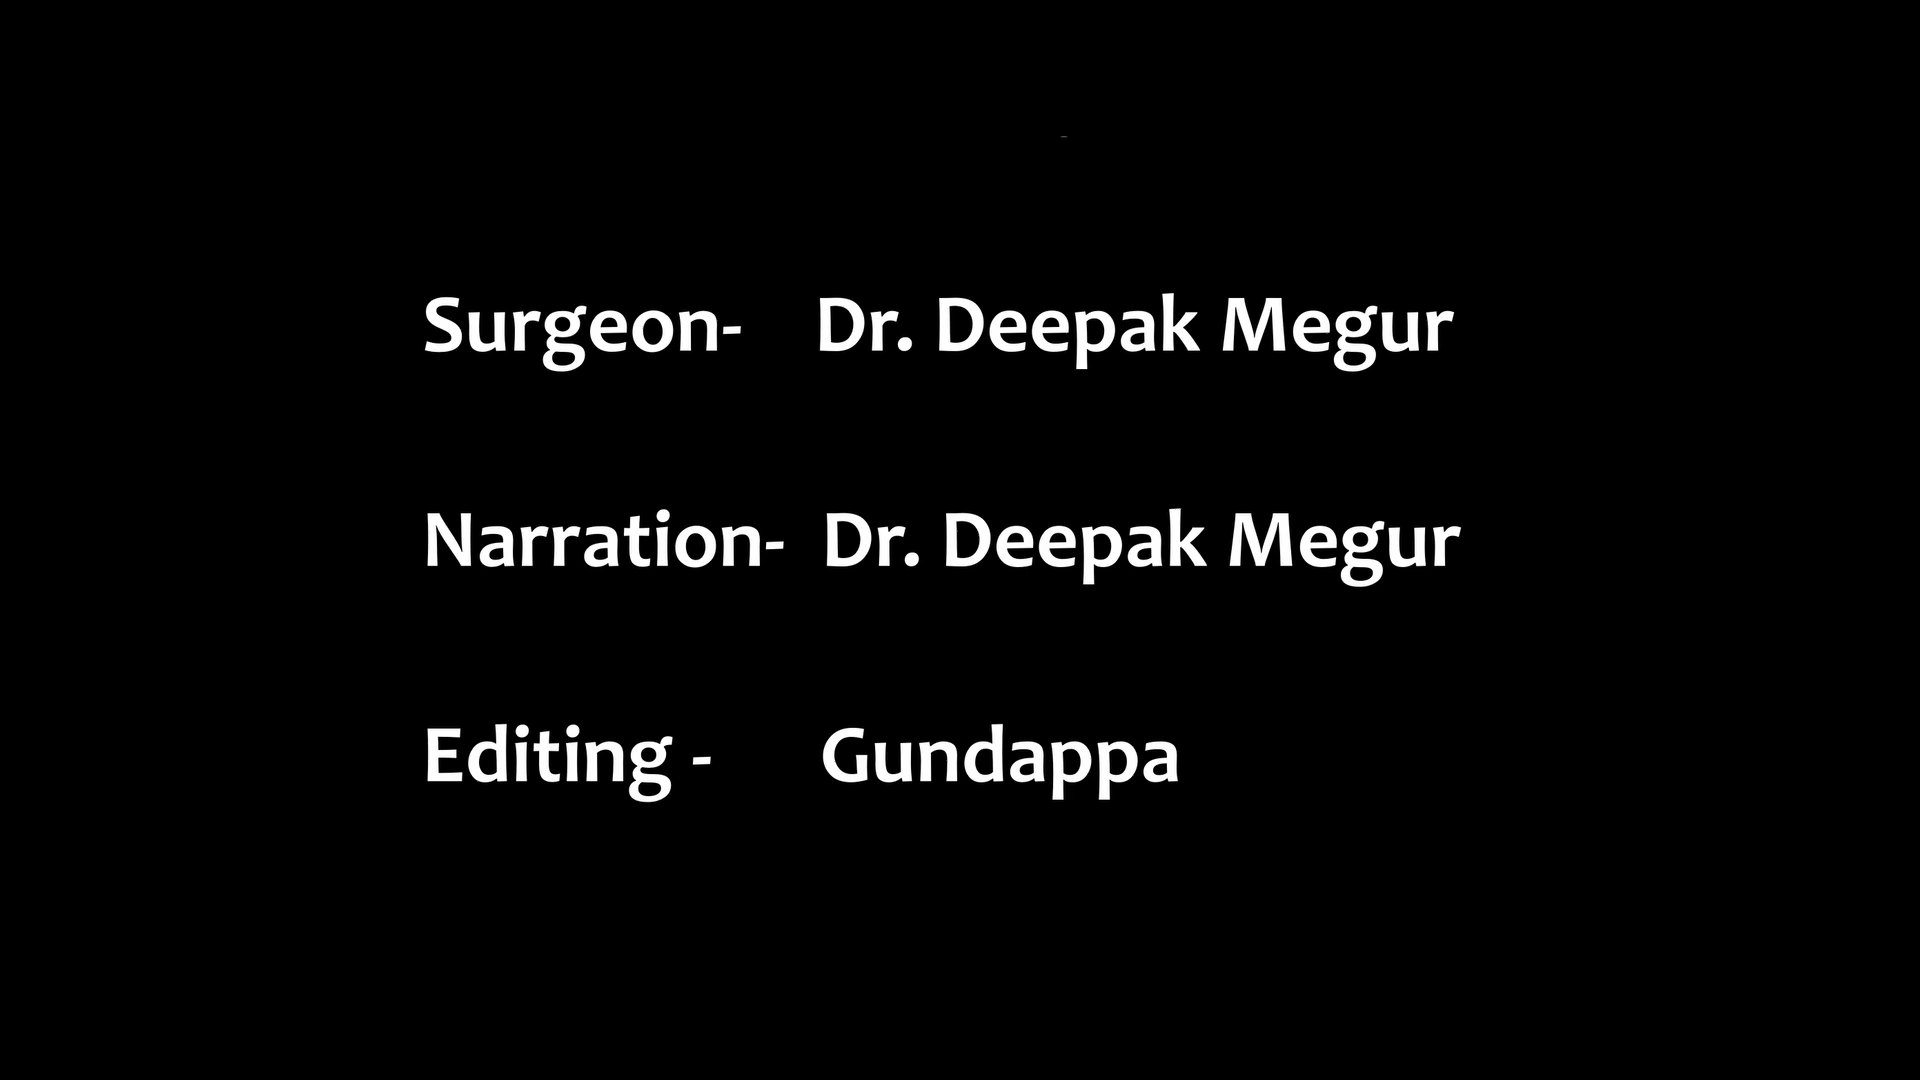 Surgeon- Dr. Deepak Megur
Narration- Dr. Deepak Megur
Editing - Gundappa